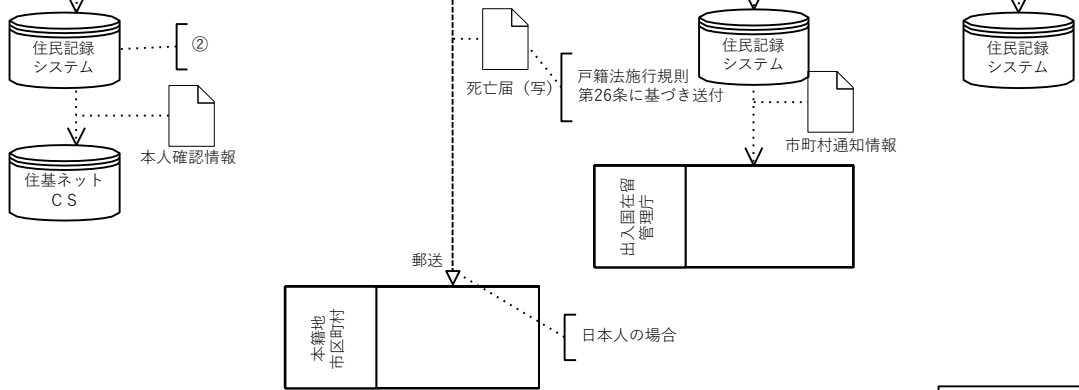 住民記録
システム
②
本人確認情報
住基ネット
ＣＳ
死亡届（写）
戸籍法施行規則
第26条に基づき送付
郵送
本籍地
市区町村
日本人の場合
住民記録
システム
市町村通知情報
出入国在留
管理庁
住民記録
システム